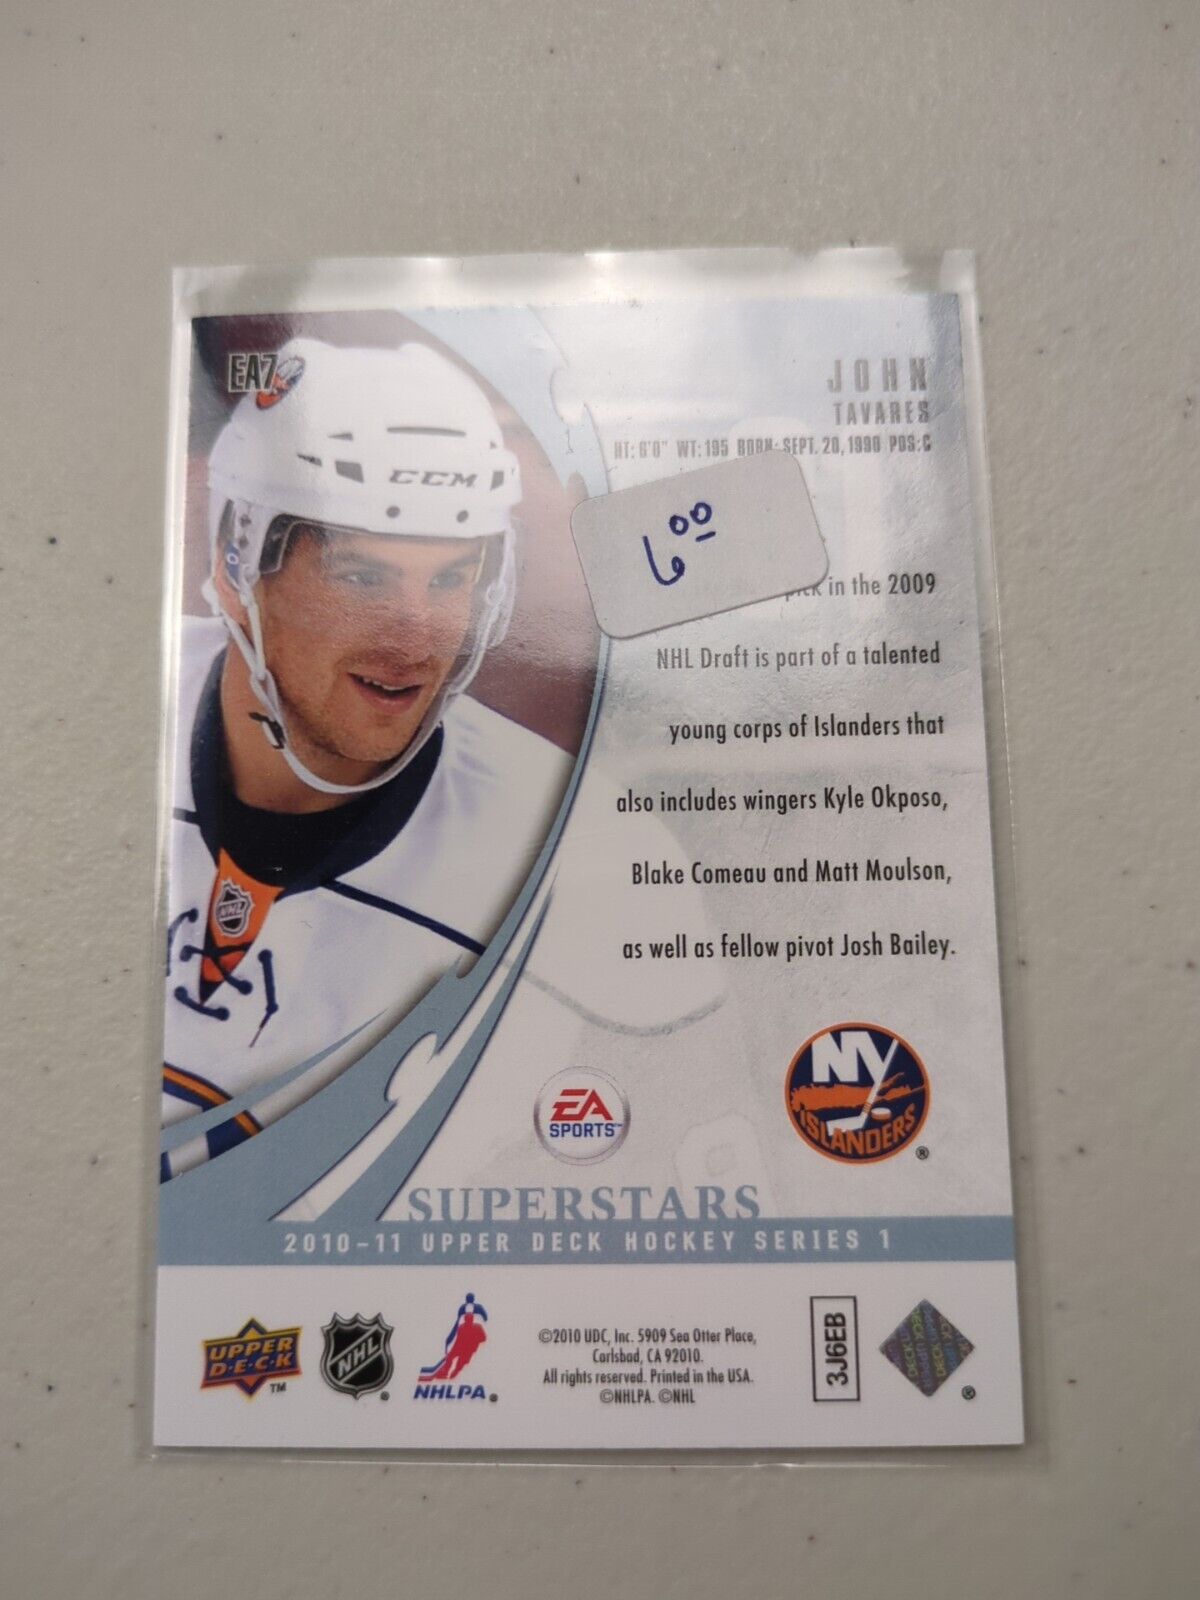 EA7
JOHN
TAVARES
HT: 6'0" WT: 195 BORN: SEPT. 20, 1990 POS: C
6 00
CCM
in the 2009
NHL Draft is part of a talented
young corps of Islanders that
also includes wingers Kyle Okposo,
Blake Comeau and Matt Moulson,
as well as fellow pivot Josh Bailey.
NHL
NY
ISLANDERS
®
EA
SPORTS™
SUPERSTARS
2010-11 UPPER DECK HOCKEY SERIES 1
UPPER
D·E·C·K
TM
NHL
®
NHLPA®
©2010 UDC, Inc. 5909 Sea Otter Place,
Carlsbad, CA 92010.
All rights reserved. Printed in the USA.
©NHLPA. ©NHL
3J6EB
®